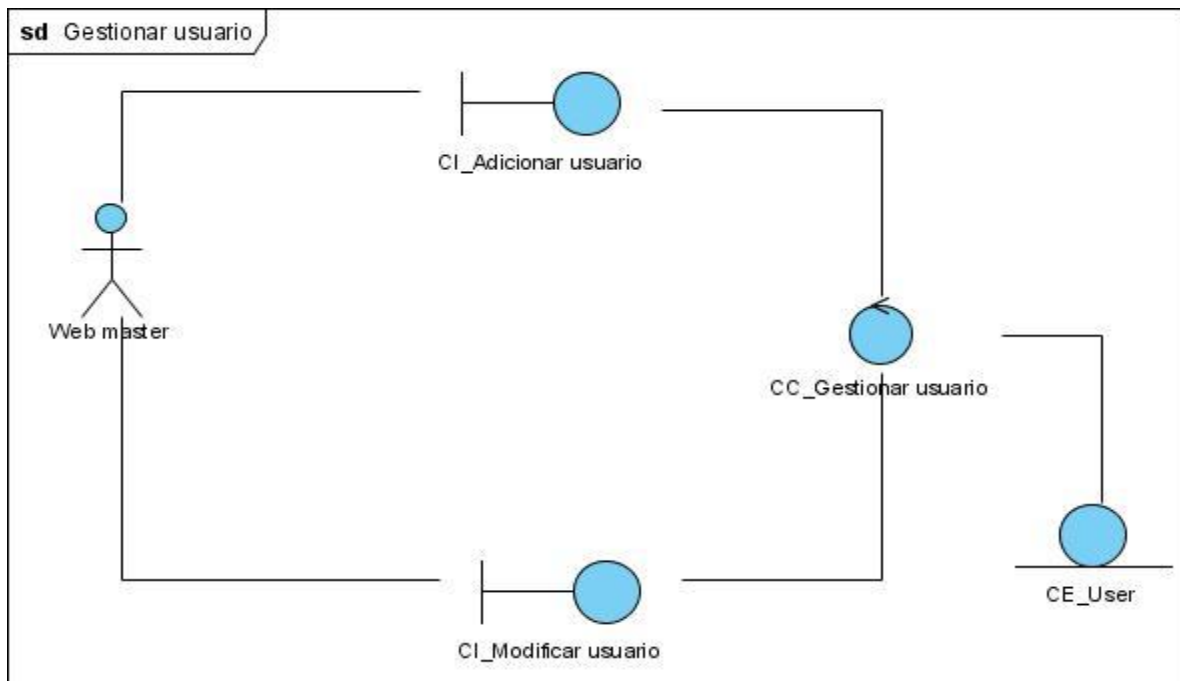 sd Gestionar usuario
CI_Adicionar usuario
Web master
CC_Gestionar usuario
CE_User
CI_Modificar usuario